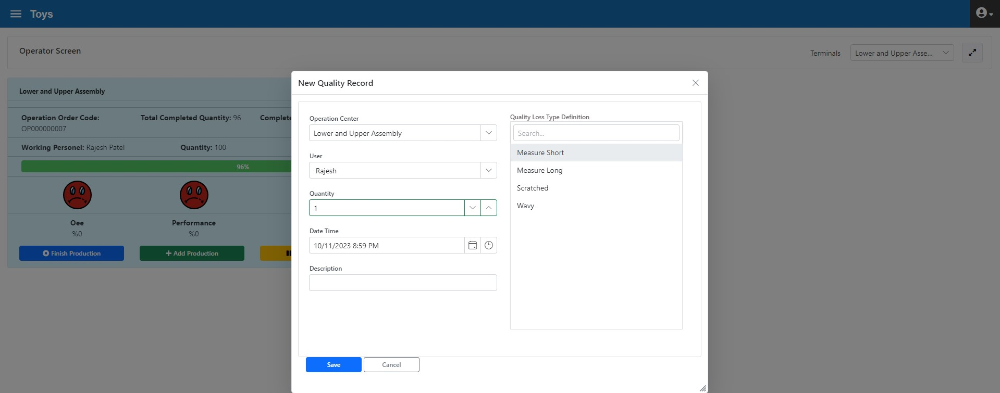 Toys
Operator Screen
Terminals
Lower and Upper Asse...
Lower and Upper Assembly
Operation Order Code:
OP000000007
Total Completed Quantity: 96
Working Personel: Rajesh Patel
Quantity: 100
96%
Oee
%0
Performance
%0
Finish Production
Add Production
New Quality Record
Operation Center
Lower and Upper Assembly
User
Rajesh
Quantity
1
Date Time
10/11/2023 8:59 PM
Description
Quality Loss Type Definition
Search...
Measure Short
Measure Long
Scratched
Wavy
Save
Cancel